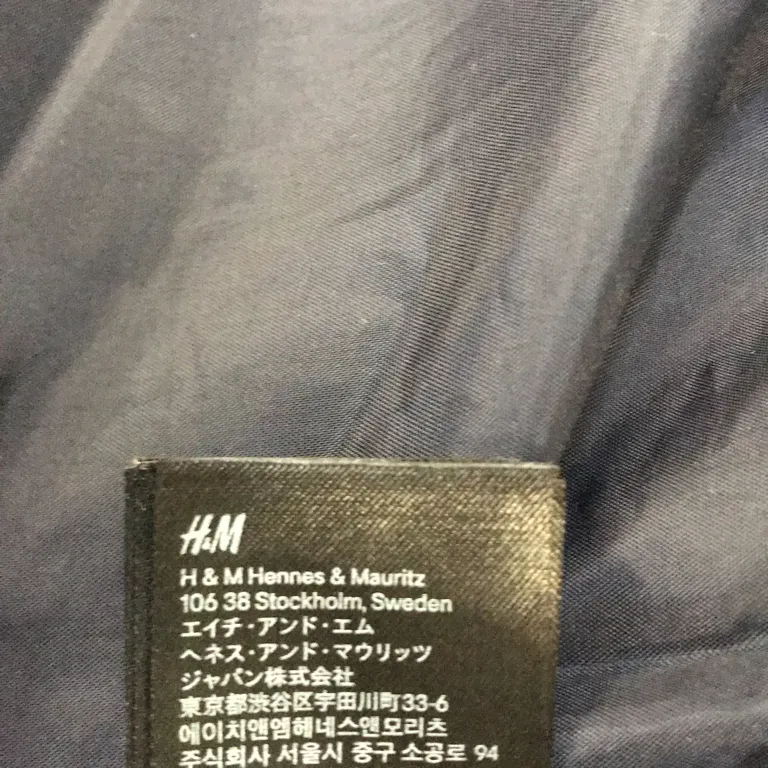 H&M
H & M Hennes & Mauritz
106 38 Stockholm, Sweden
エイチ・アンド・エム
ヘネス・アンド・マウリッツ
ジャパン株式会社
東京都渋谷区宇田川町33-6
에이치앤엠헤네스앤모리츠
주식회사 서울시 중구 소공로 94